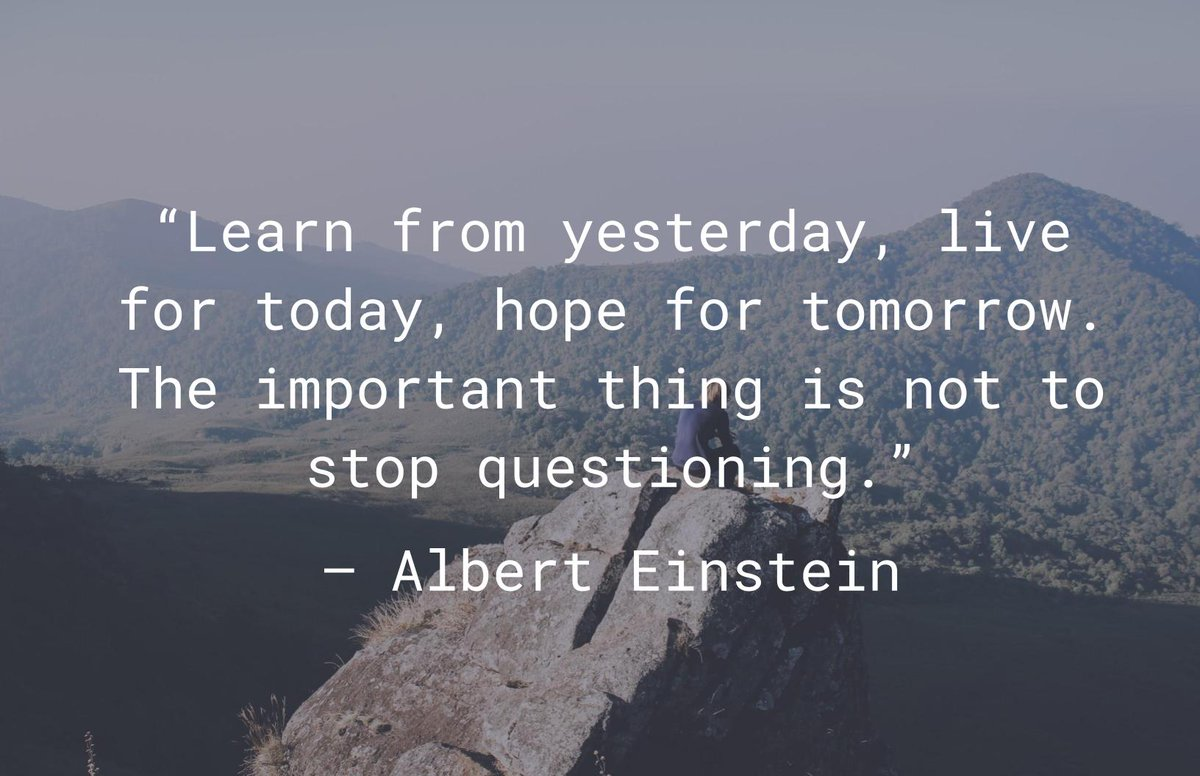 “Learn from yesterday, live
for today, hope for tomorrow.
The important thing is not to
stop questioning.”
— Albert Einstein